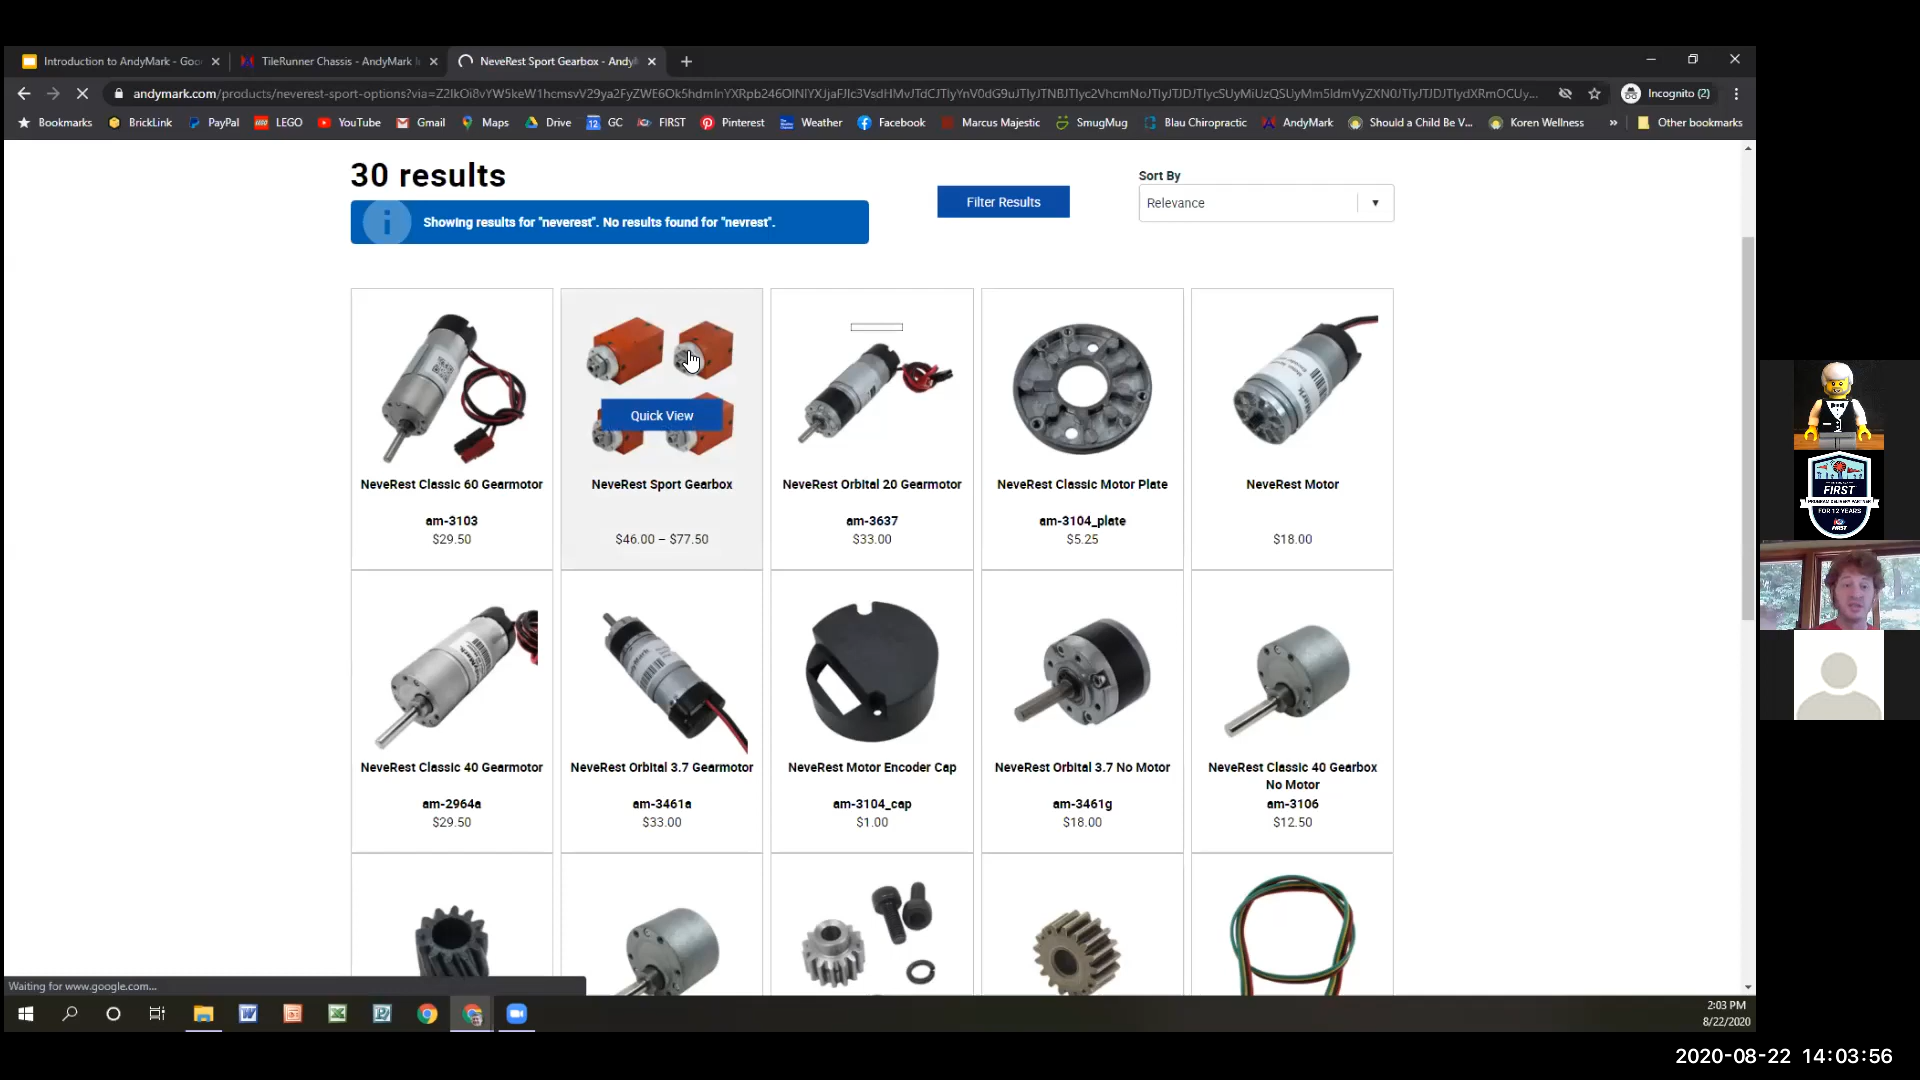 Introduction to AndyMark - Goo
TileRunner Chassis - AndyMark I
NeveRest Sport Gearbox - Andy
Incognito (2)
Bookmarks
BrickLink
PayPal
LEGO
YouTube
Gmail
Maps
Drive
GC
FIRST
Pinterest
Weather
Facebook
Marcus Majestic
SmugMug
Blau Chiropractic
AndyMark
Should a Child Be V...
Koren Wellness
»
Other bookmarks
30 results
Showing results for "neverest". No results found for "nevrest".
Filter Results
Sort By
Relevance
NeveRest Classic 60 Gearmotor
am-3103
$29.50
Quick View
NeveRest Sport Gearbox
$46.00 – $77.50
NeveRest Orbital 20 Gearmotor
am-3637
$33.00
NeveRest Classic Motor Plate
am-3104_plate
$5.25
NeveRest Motor
$18.00
NeveRest Classic 40 Gearmotor
am-2964a
$29.50
NeveRest Orbital 3.7 Gearmotor
am-3461a
$33.00
NeveRest Motor Encoder Cap
am-3104_cap
$1.00
NeveRest Orbital 3.7 No Motor
am-3461g
$18.00
NeveRest Classic 40 Gearbox
No Motor
am-3106
$12.50
Waiting for www.google.com...
2:03 PM
8/22/2020
FIRST
PROGRAM DELIVERY PARTNER
FOR 12 YEARS
FIRST
2020-08-22 14:03:56